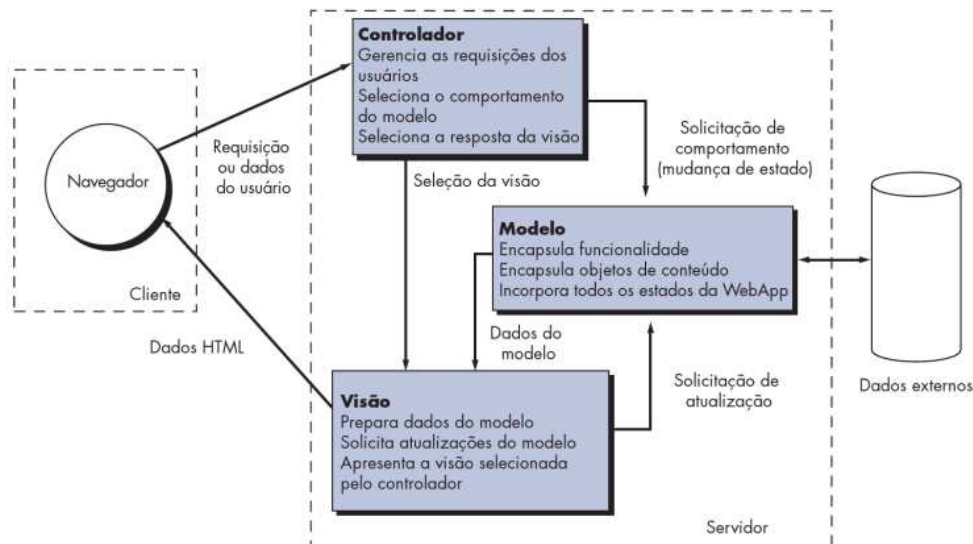 Controlador
Gerencia as requisições dos
usuários
Seleciona o comportamento
do modelo
Seleciona a resposta da visão
Navegador
Requisição
ou dados
do usuário
Cliente
Seleção da visão
Solicitação de
comportamento
(mudança de estado)
Modelo
Encapsula funcionalidade
Encapsula objetos de conteúdo
Incorpora todos os estados da WebApp
Dados HTML
Dados do
modelo
Solicitação de
atualização
Dados externos
Visão
Prepara dados do modelo
Solicita atualizações do modelo
Apresenta a visão selecionada
pelo controlador
Servidor